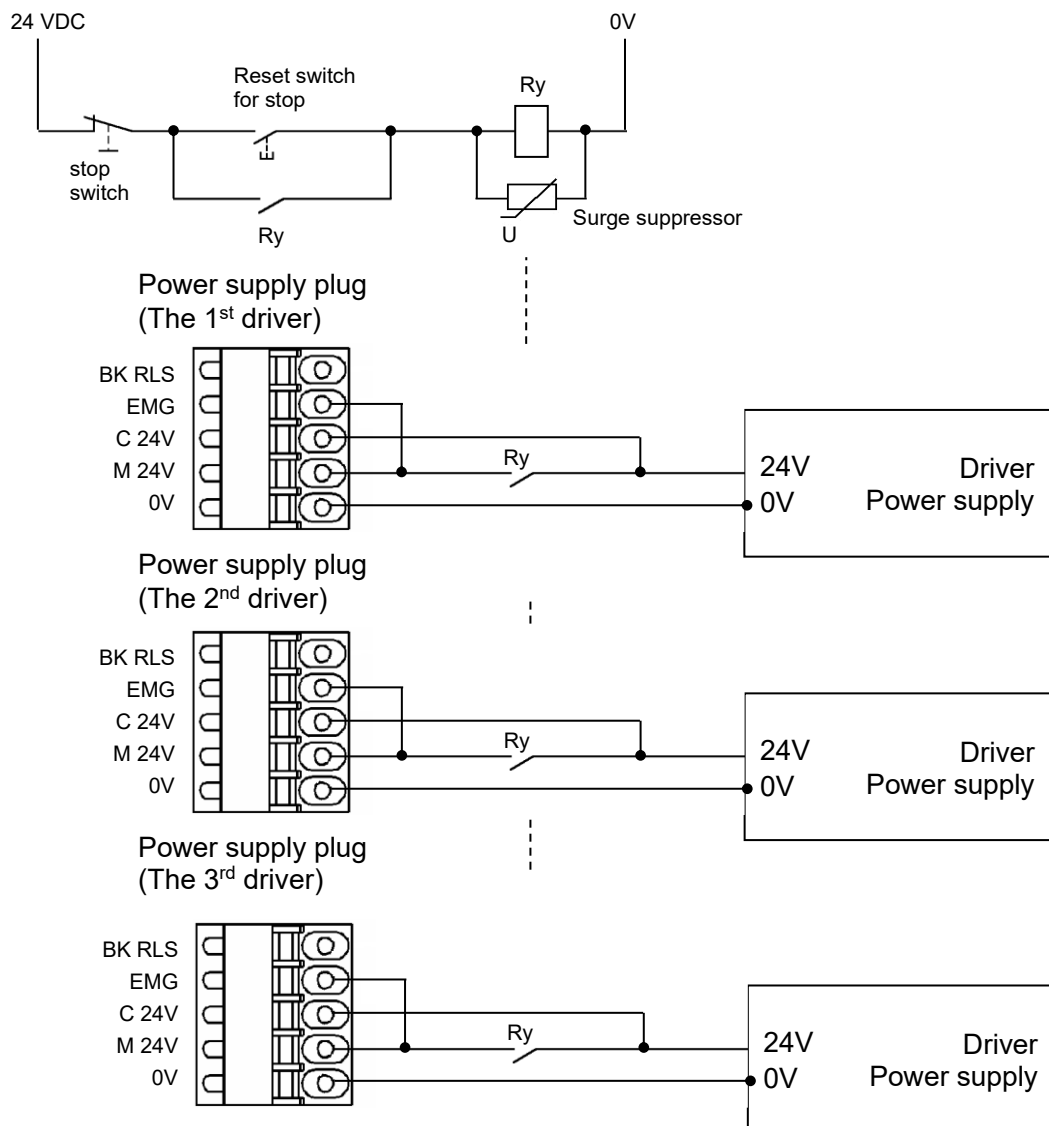 24 VDC
0V
Reset switch
for stop
Ry
stop
switch
Ry
U
Surge suppressor
Power supply plug
(The 1st driver)
BK RLS
EMG
C 24V
M 24V
0V
Ry
24V
0V
Driver
Power supply
Power supply plug
(The 2nd driver)
BK RLS
EMG
C 24V
M 24V
0V
Ry
24V
0V
Driver
Power supply
Power supply plug
(The 3rd driver)
BK RLS
EMG
C 24V
M 24V
0V
Ry
24V
0V
Driver
Power supply